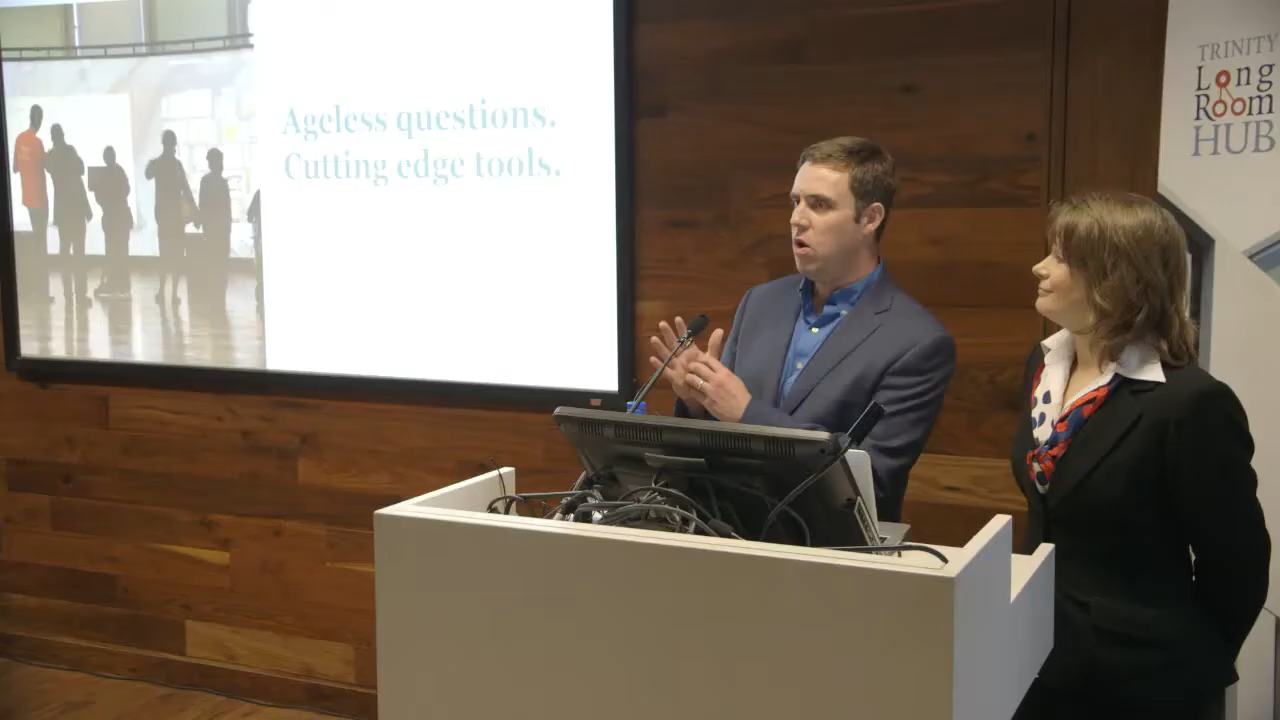 Ageless questions.
Cutting edge tools.
TRINITY
Long
Room
HUB